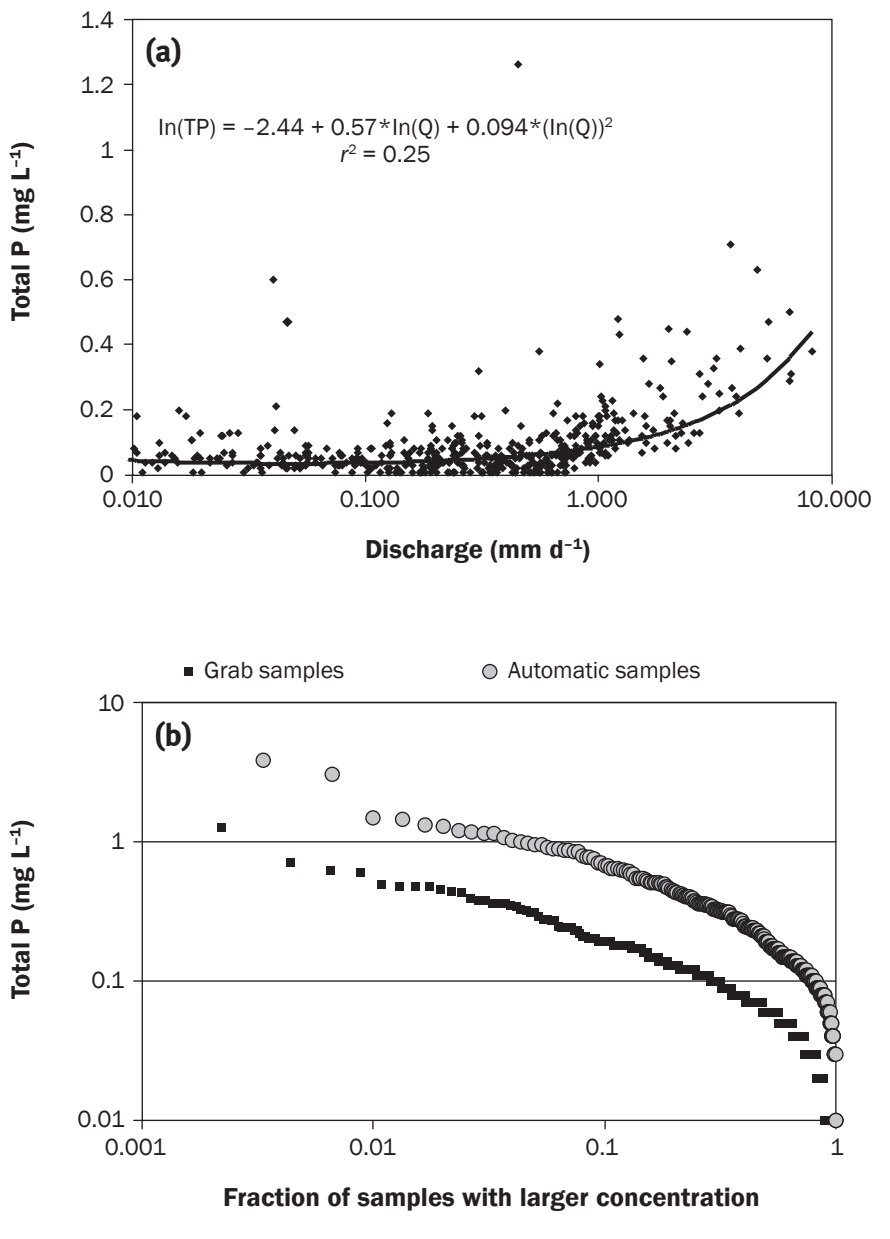 (a)
ln(TP) = −2.44 + 0.57*ln(Q) + 0.094*(ln(Q))²
r² = 0.25
Total P (mg L⁻¹)
1.4
1.2
1
0.8
0.6
0.4
0.2
0
0.010 0.100 1.000 10.000
Discharge (mm d⁻¹)
Grab samples Automatic samples
(b)
Total P (mg L⁻¹)
10
1
0.1
0.01
0.001 0.01 0.1 1
Fraction of samples with larger concentration